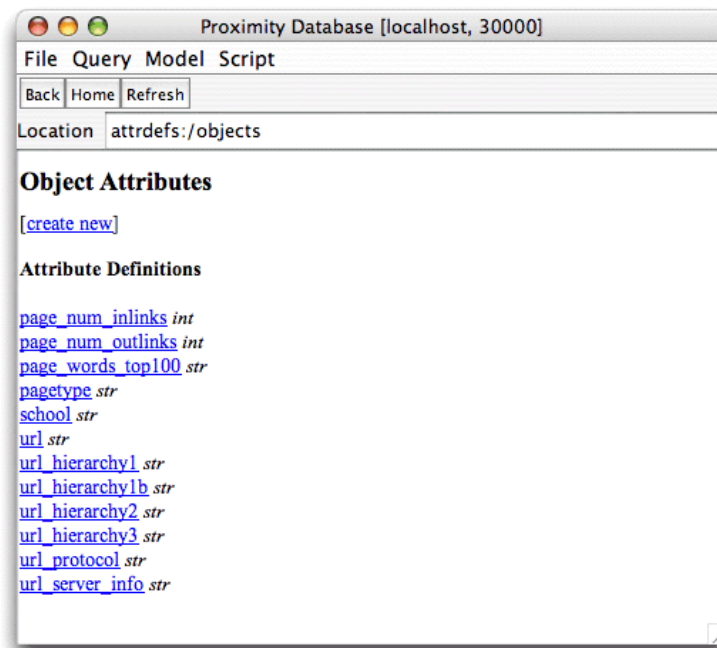 Proximity Database [localhost, 30000]
File Query Model Script
Back Home Refresh
Location attrdefs:/objects
Object Attributes
[create new]
Attribute Definitions
page_num_inlinks int
page_num_outlinks int
page_words_top100 str
pagetype str
school str
url str
url_hierarchy1 str
url_hierarchy1b str
url_hierarchy2 str
url_hierarchy3 str
url_protocol str
url_server_info str